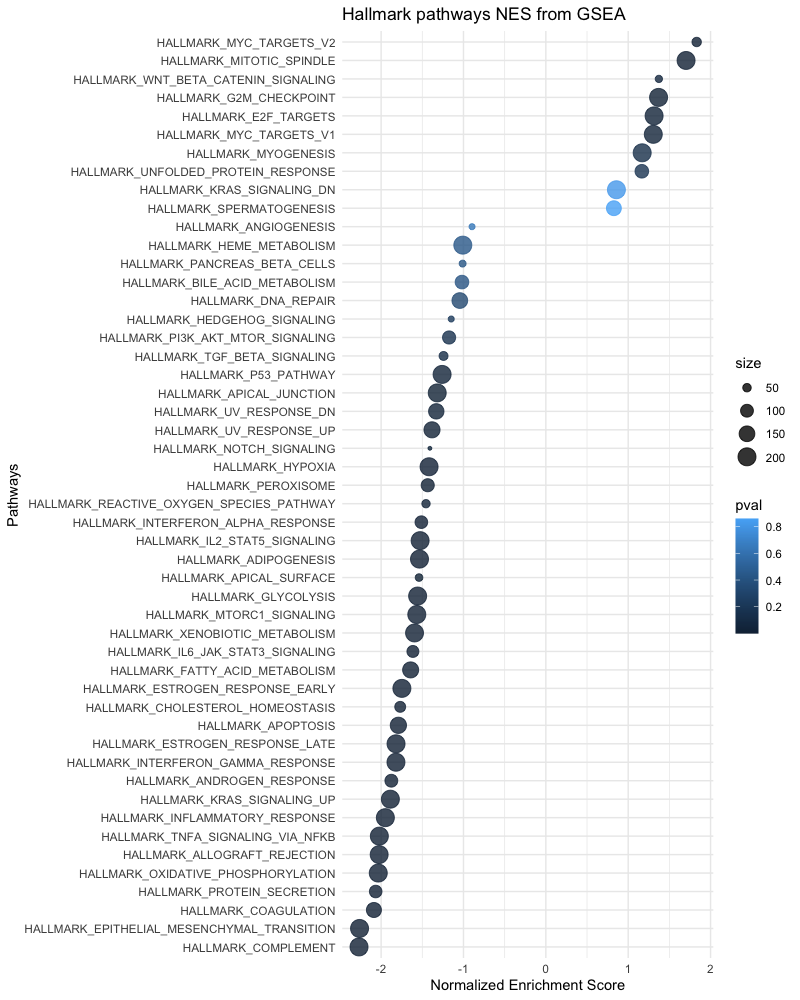 Hallmark pathways NES from GSEA
Pathways
HALLMARK_MYC_TARGETS_V2
HALLMARK_MITOTIC_SPINDLE
HALLMARK_WNT_BETA_CATENIN_SIGNALING
HALLMARK_G2M_CHECKPOINT
HALLMARK_E2F_TARGETS
HALLMARK_MYC_TARGETS_V1
HALLMARK_MYOGENESIS
HALLMARK_UNFOLDED_PROTEIN_RESPONSE
HALLMARK_KRAS_SIGNALING_DN
HALLMARK_SPERMATOGENESIS
HALLMARK_ANGIOGENESIS
HALLMARK_HEME_METABOLISM
HALLMARK_PANCREAS_BETA_CELLS
HALLMARK_BILE_ACID_METABOLISM
HALLMARK_DNA_REPAIR
HALLMARK_HEDGEHOG_SIGNALING
HALLMARK_PI3K_AKT_MTOR_SIGNALING
HALLMARK_TGF_BETA_SIGNALING
HALLMARK_P53_PATHWAY
HALLMARK_APICAL_JUNCTION
HALLMARK_UV_RESPONSE_DN
HALLMARK_UV_RESPONSE_UP
HALLMARK_NOTCH_SIGNALING
HALLMARK_HYPOXIA
HALLMARK_PEROXISOME
HALLMARK_REACTIVE_OXYGEN_SPECIES_PATHWAY
HALLMARK_INTERFERON_ALPHA_RESPONSE
HALLMARK_IL2_STAT5_SIGNALING
HALLMARK_ADIPOGENESIS
HALLMARK_APICAL_SURFACE
HALLMARK_GLYCOLYSIS
HALLMARK_MTORC1_SIGNALING
HALLMARK_XENOBIOTIC_METABOLISM
HALLMARK_IL6_JAK_STAT3_SIGNALING
HALLMARK_FATTY_ACID_METABOLISM
HALLMARK_ESTROGEN_RESPONSE_EARLY
HALLMARK_CHOLESTEROL_HOMEOSTASIS
HALLMARK_APOPTOSIS
HALLMARK_ESTROGEN_RESPONSE_LATE
HALLMARK_INTERFERON_GAMMA_RESPONSE
HALLMARK_ANDROGEN_RESPONSE
HALLMARK_KRAS_SIGNALING_UP
HALLMARK_INFLAMMATORY_RESPONSE
HALLMARK_TNFA_SIGNALING_VIA_NFKB
HALLMARK_ALLOGRAFT_REJECTION
HALLMARK_OXIDATIVE_PHOSPHORYLATION
HALLMARK_PROTEIN_SECRETION
HALLMARK_COAGULATION
HALLMARK_EPITHELIAL_MESENCHYMAL_TRANSITION
HALLMARK_COMPLEMENT
-2 -1 0 1 2
Normalized Enrichment Score
size
50
100
150
200
pval
0.8
0.6
0.4
0.2